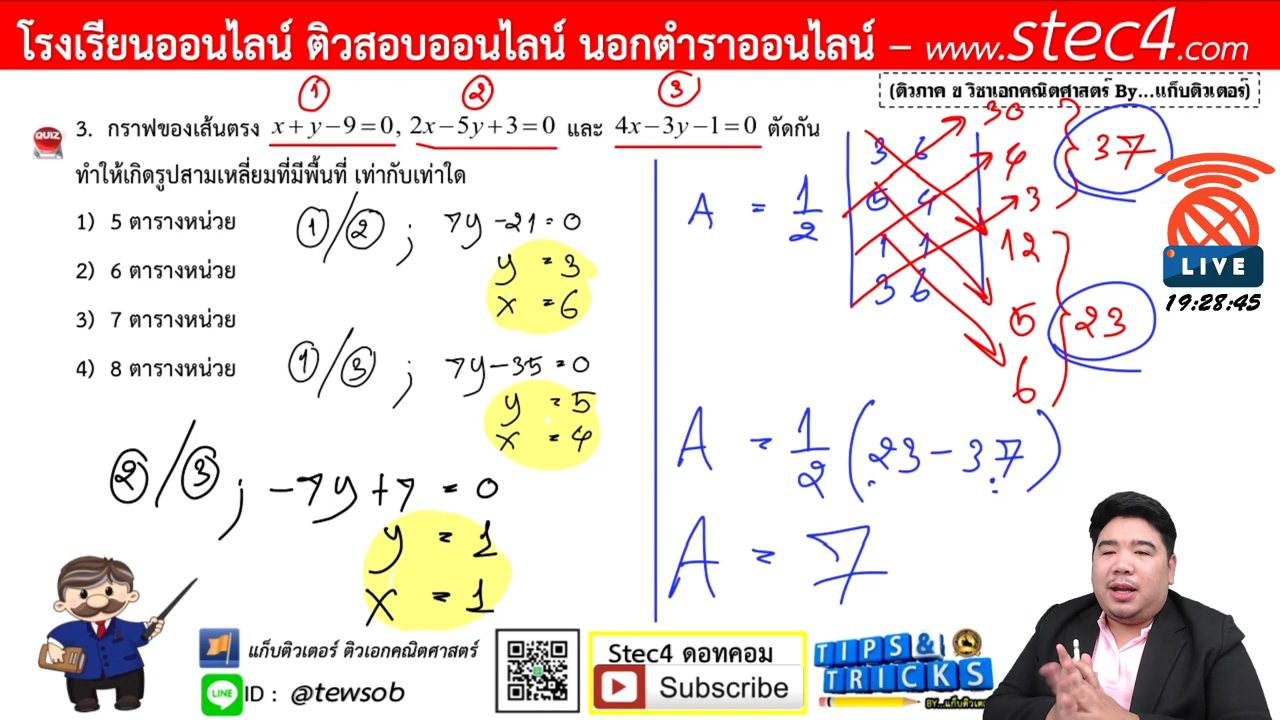 โรงเรียนออนไลน์ ติวสอบออนไลน์ นอกตำราออนไลน์ – www.stec4.com
(ติวภาค ข วิชาเอกคณิตศาสตร์ By...แก็บติวเตอร์)
① ② ③
QUIZ
3. กราฟของเส้นตรง x+y−9=0, 2x−5y+3=0 และ 4x−3y−1=0 ตัดกัน
ทำให้เกิดรูปสามเหลี่ยมที่มีพื้นที่ เท่ากับเท่าใด
1) 5 ตารางหน่วย
2) 6 ตารางหน่วย
3) 7 ตารางหน่วย
4) 8 ตารางหน่วย
①/② ; 7y −21 = 0
y = 3
x = 6
①/③ ; 7y − 35 = 0
y = 5
x = 4
②/③ ; −7y + 7 = 0
y = 1
x = 1
A = 1/2
3 6
5 4
1 1
3 6
30
4
3
37
12
5
6
23
A = 1/2 (23 − 37)
A = 7
LIVE
19:28:45
แก็บติวเตอร์ ติวเอกคณิตศาสตร์
LINE ID : @tewsob
Stec4 ดอทคอม
Subscribe
TIPS &
TRICKS